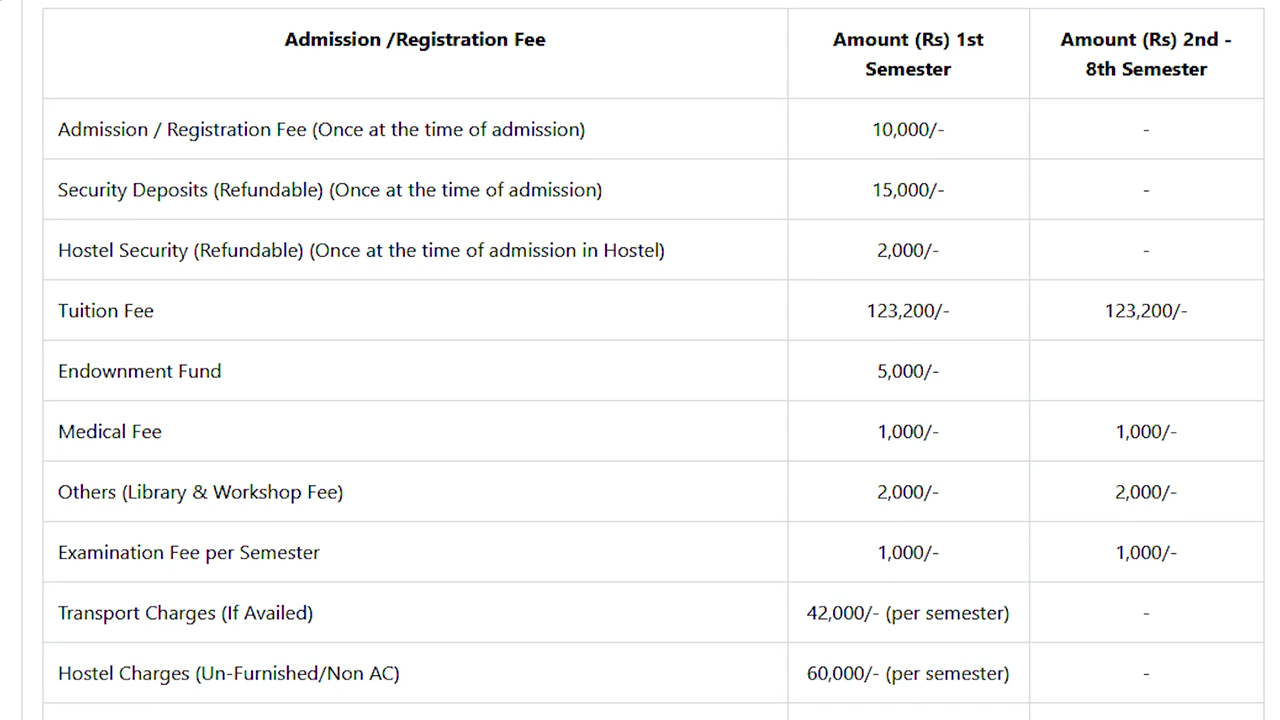 Admission /Registration Fee Amount (Rs) 1st Semester Amount (Rs) 2nd - 8th Semester
Admission / Registration Fee (Once at the time of admission) 10,000/- -
Security Deposits (Refundable) (Once at the time of admission) 15,000/- -
Hostel Security (Refundable) (Once at the time of admission in Hostel) 2,000/- -
Tuition Fee 123,200/- 123,200/-
Endownment Fund 5,000/-
Medical Fee 1,000/- 1,000/-
Others (Library & Workshop Fee) 2,000/- 2,000/-
Examination Fee per Semester 1,000/- 1,000/-
Transport Charges (If Availed) 42,000/- (per semester) -
Hostel Charges (Un-Furnished/Non AC) 60,000/- (per semester) -